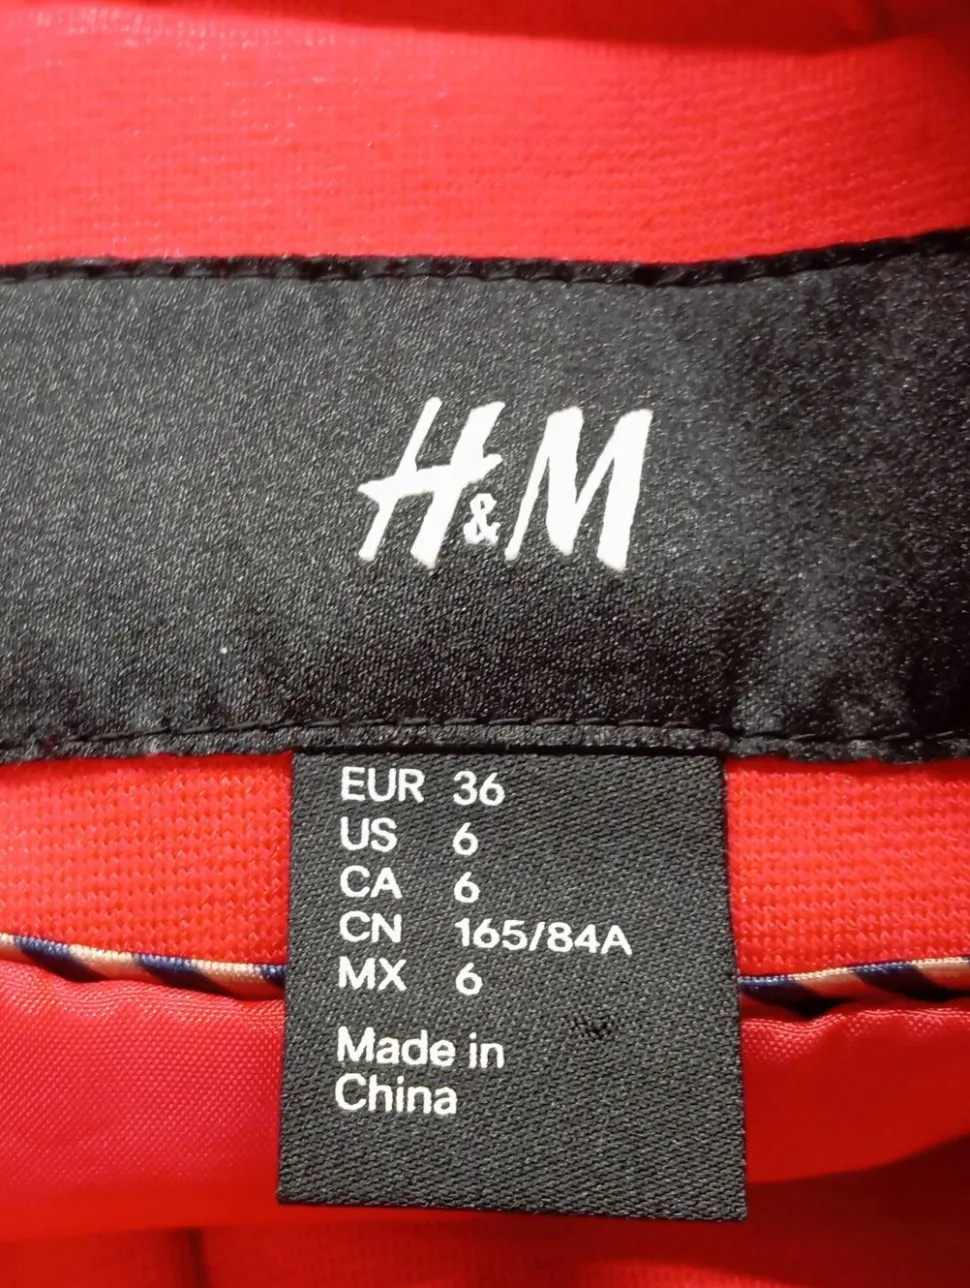 H&M
EUR 36
US 6
CA 6
CN 165/84A
MX 6
Made in
China